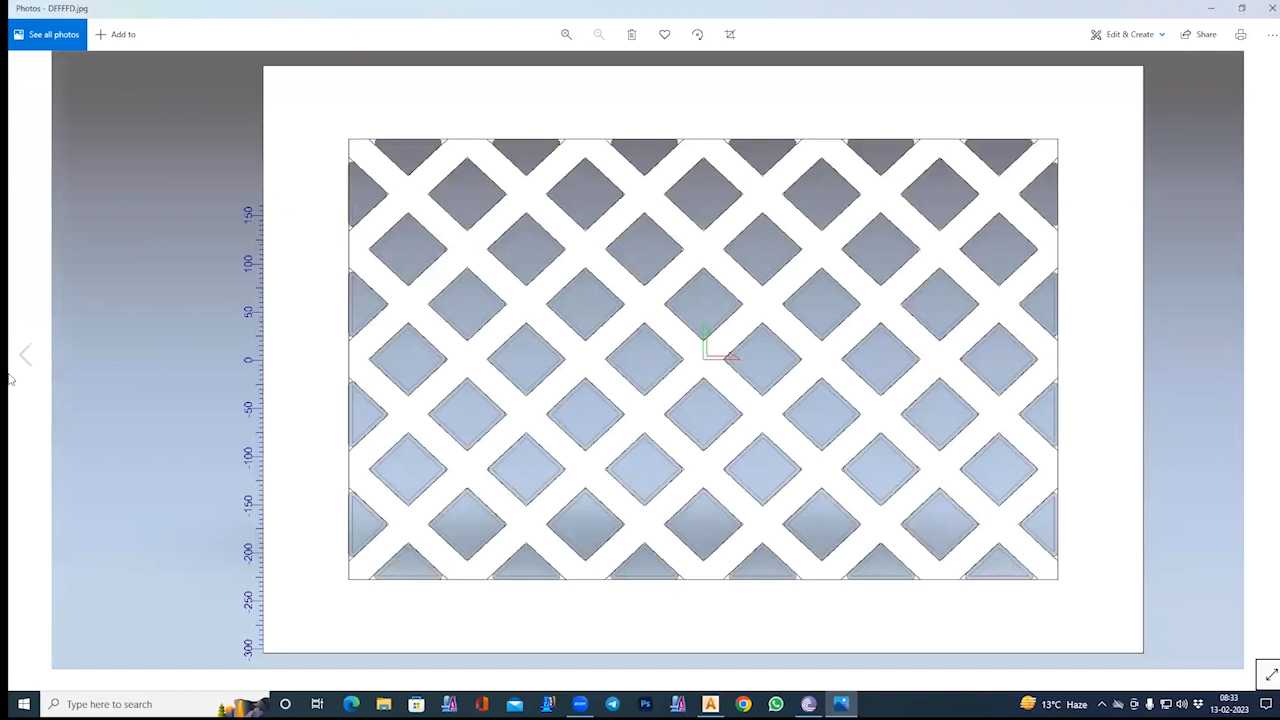 Photos - DFFFFD.jpg
See all photos
Add to
Edit & Create
Share
150
100
50
0
-50
-100
-150
-200
-250
-300
Type here to search
13°C Haze
08:33
13-02-2023